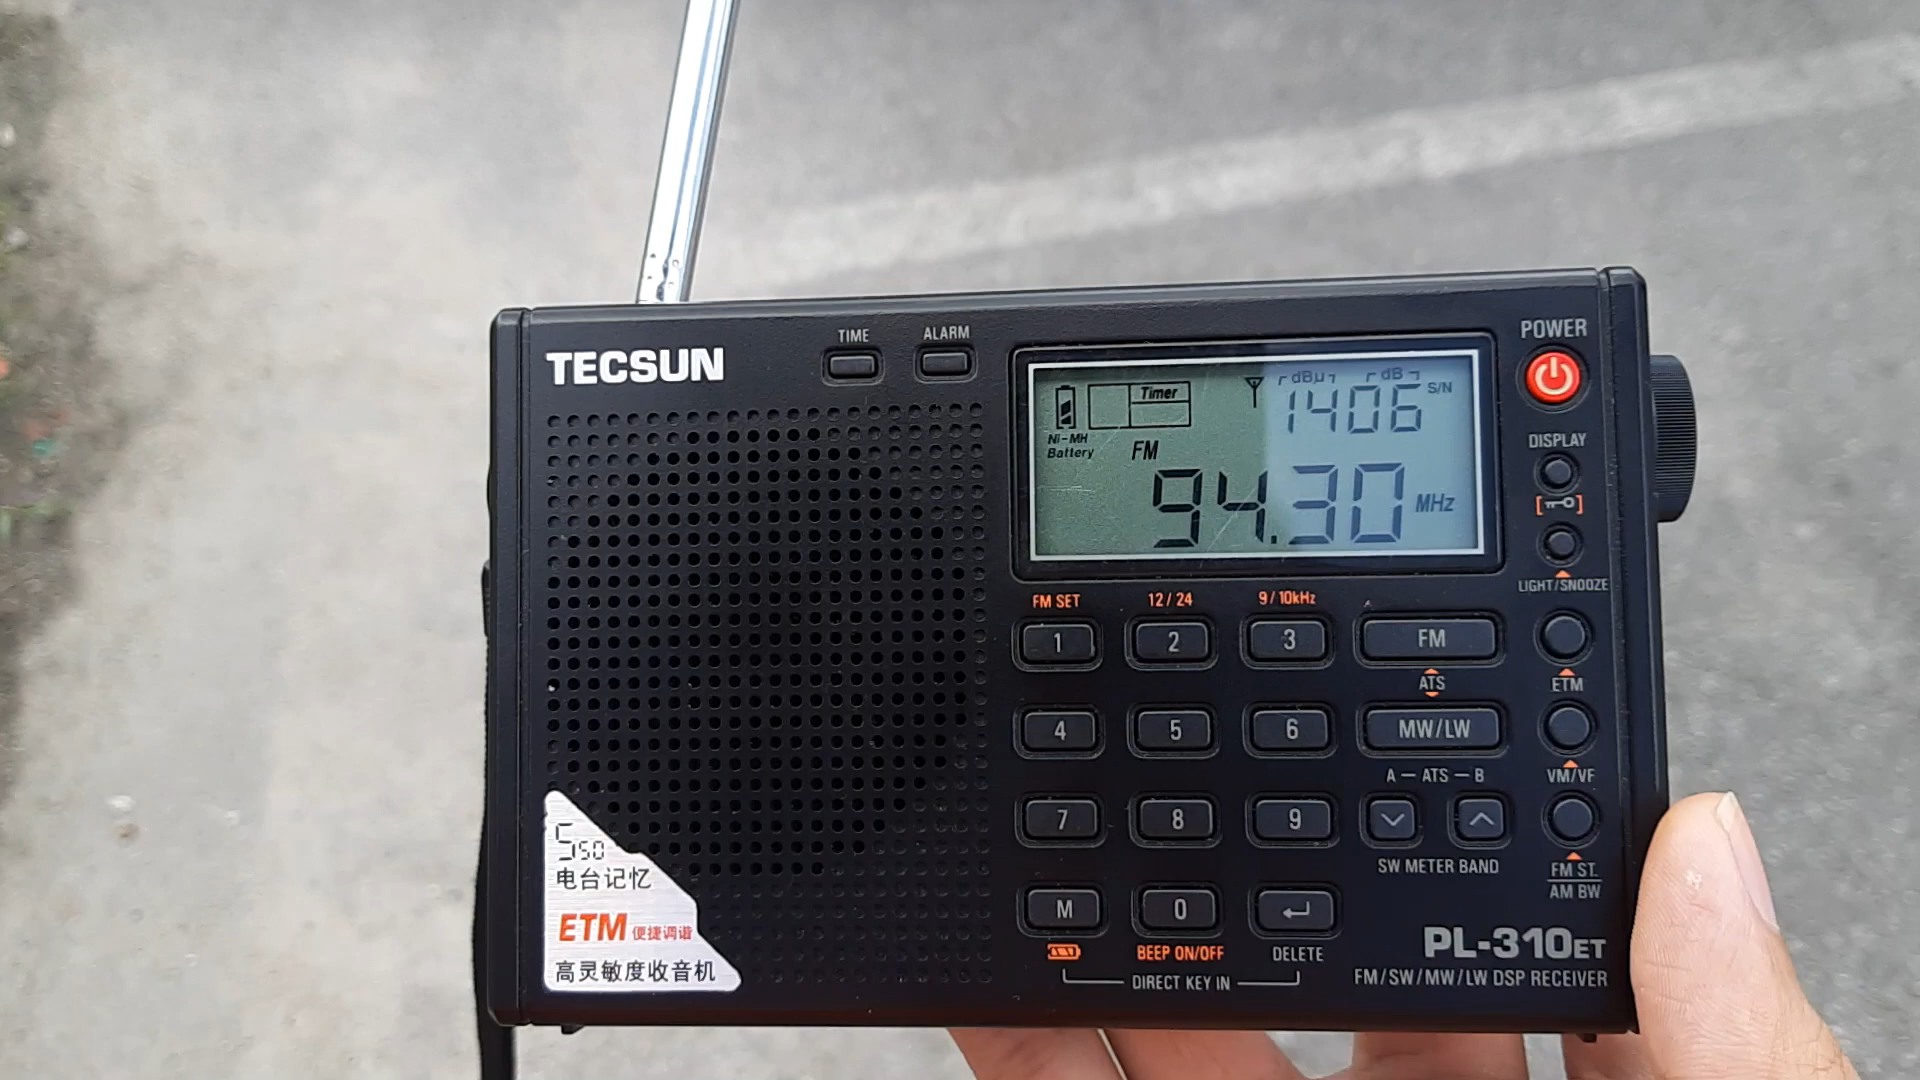 TECSUN
TIME
ALARM
POWER
Timer
dBμ
dB
1406
S/N
Ni-MH
Battery
FM
94.30
MHz
DISPLAY
LIGHT/SNOOZE
FM SET
12/24
9/10kHz
1
2
3
FM
ATS
ETM
4
5
6
MW/LW
A — ATS — B
VM/VF
7
8
9
SW METER BAND
FM ST.
AM BW
M
0
BEEP ON/OFF
DELETE
DIRECT KEY IN
PL-310ET
FM/SW/MW/LW DSP RECEIVER
550
电台记忆
ETM 便捷调谐
高灵敏度收音机